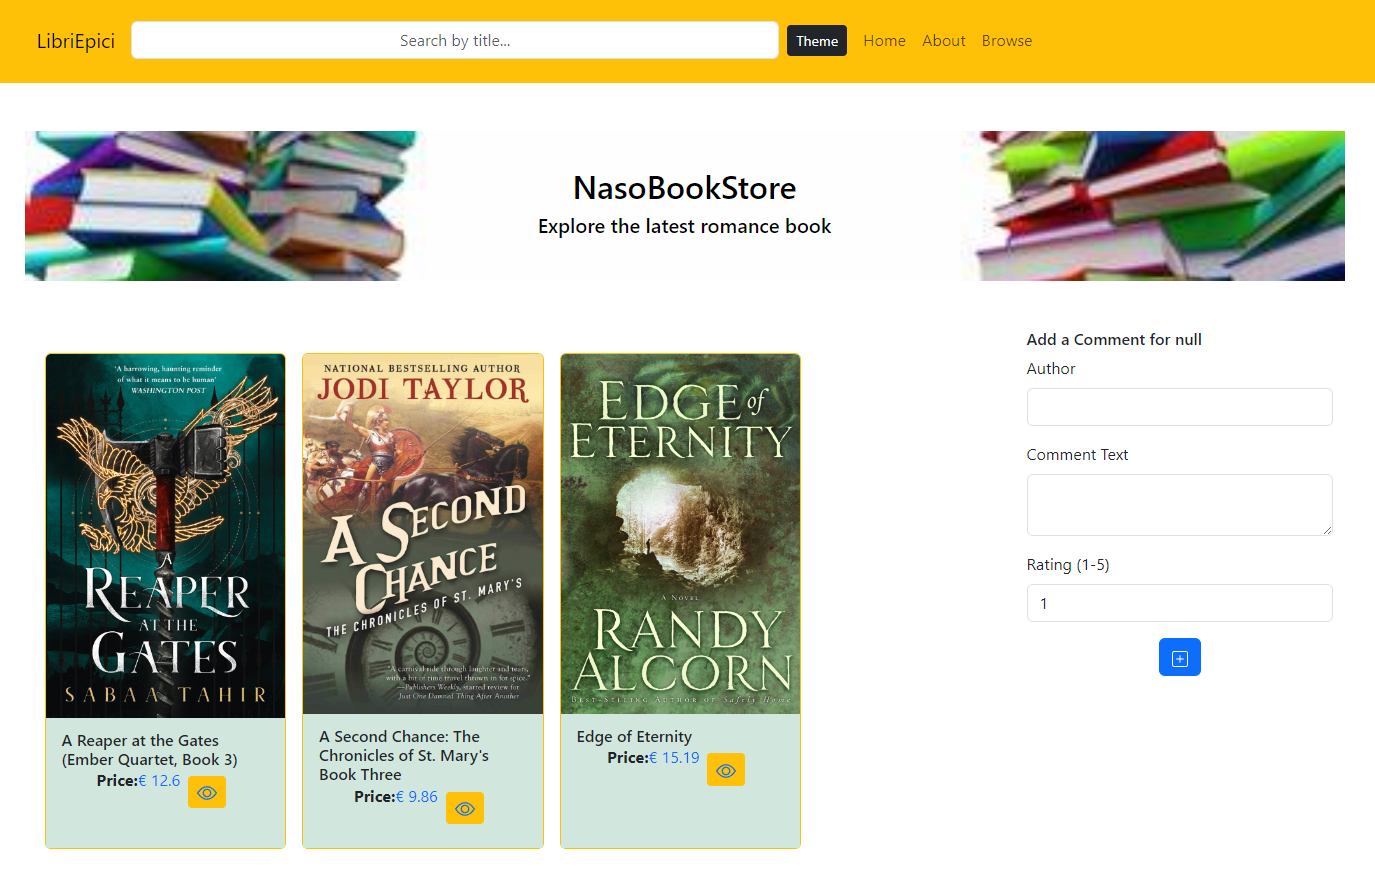 LibriEpici
Search by title...
Theme
Home
About
Browse
NasoBookStore
Explore the latest romance book
'A harrowing, haunting reminder
of what it means to be human'
WASHINGTON POST
A
REAPER
AT THE
GATES
SABAA TAHIR
A Reaper at the Gates
(Ember Quartet, Book 3)
Price:€ 12.6
NATIONAL BESTSELLING AUTHOR
JODI TAYLOR
A SECOND
CHANCE
THE CHRONICLES OF ST. MARY'S
"A carnival ride through laughter and tears,
with a bit of time travel thrown in for spice."
—Publishers Weekly, starred review for
Just One Damned Thing After Another
A Second Chance: The
Chronicles of St. Mary's
Book Three
Price:€ 9.86
EDGE of
ETERNITY
A NOVEL
RANDY
ALCORN
BEST-SELLING AUTHOR OF Safely Home
Edge of Eternity
Price:€ 15.19
Add a Comment for null
Author
Comment Text
Rating (1-5)
1